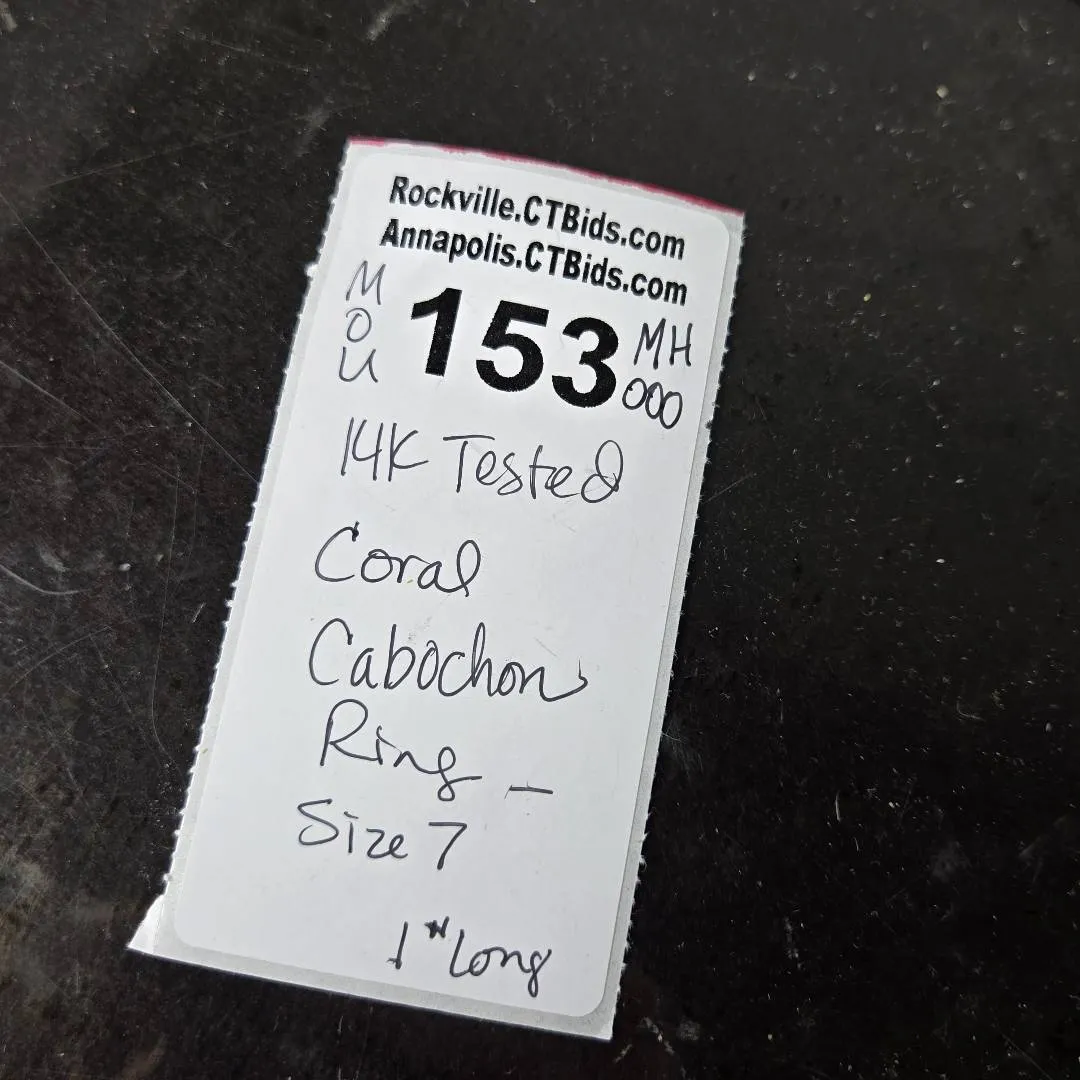 Rockville.CTBids.com
Annapolis.CTBids.com
MOU
153
MH
000
14K Tested
Coral
Cabochon
Ring -
Size 7
1" Long